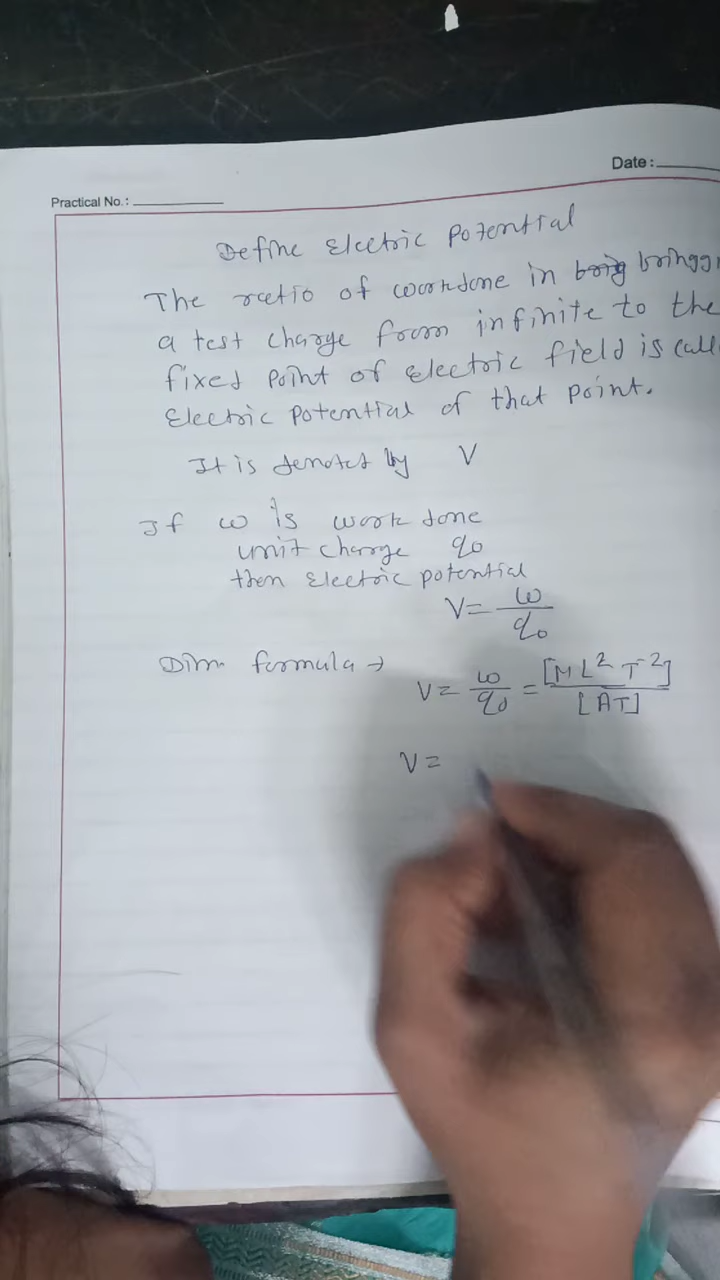 Date :
Practical No. :
Define Electric Potential
The ratio of workdone in bringg
a test charge from infinite to the
fixed point of electric field is call
Electric potential of that point.
It is denoted by V
If w is work done
unit charge q₀
then Electric potential
V = w/q₀
Dim. formula → V = w/q₀ = [M L² T⁻²]/[AT]
V =